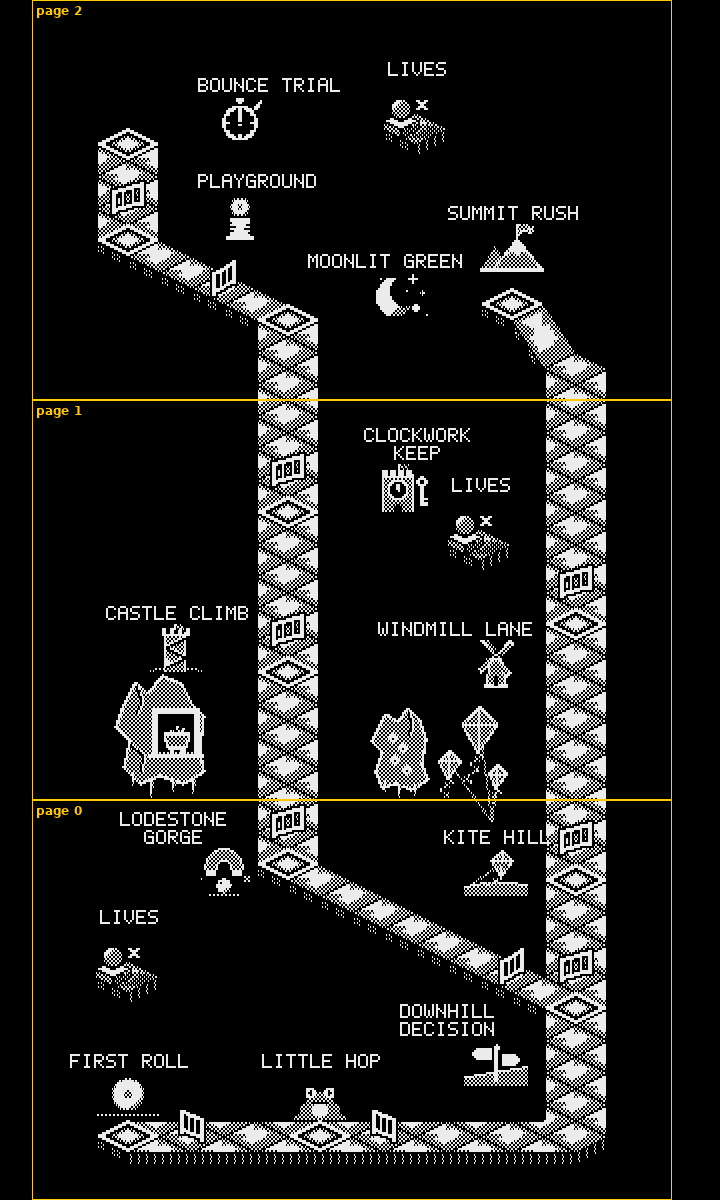 page 2
LIVES
BOUNCE TRIAL
PLAYGROUND
SUMMIT RUSH
MOONLIT GREEN
page 1
CLOCKWORK
KEEP
LIVES
CASTLE CLIMB
WINDMILL LANE
page 0
LODESTONE
GORGE
KITE HILL
LIVES
DOWNHILL
DECISION
FIRST ROLL
LITTLE HOP